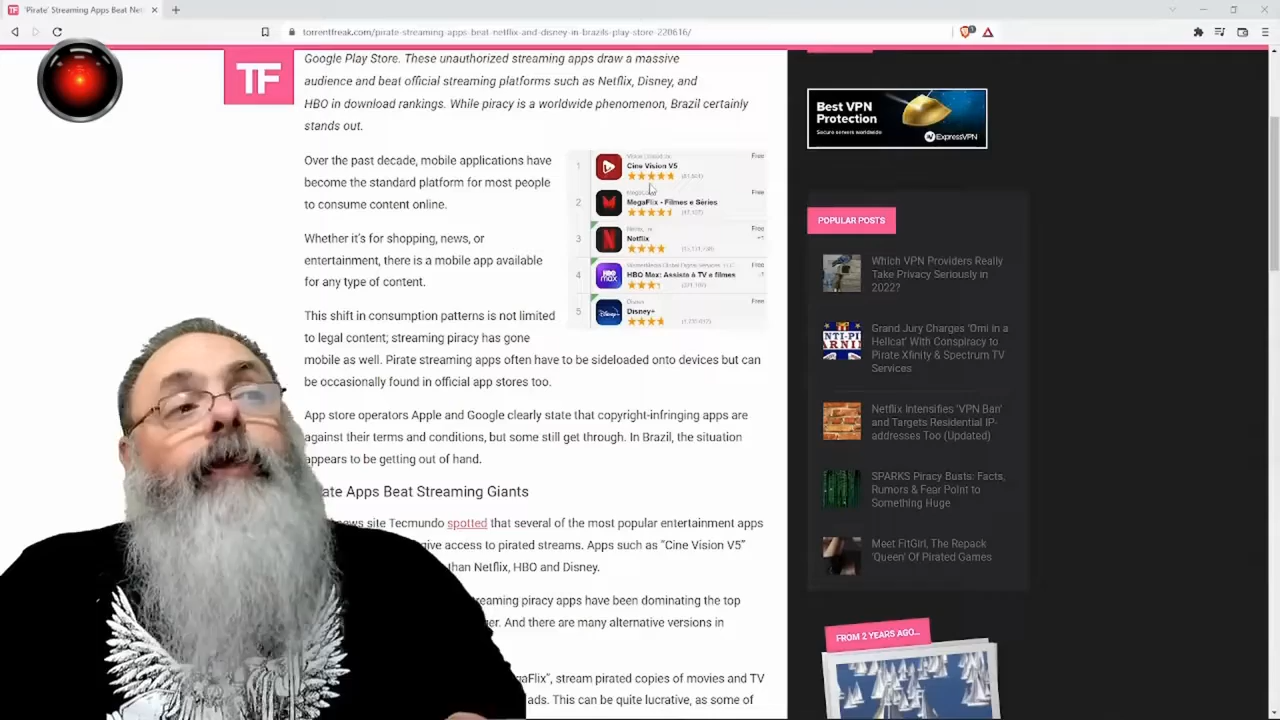 'Pirate' Streaming Apps Beat Net
torrentfreak.com/pirate-streaming-apps-beat-netflix-and-disney-in-brazils-play-store-220616/
TF
Google Play Store. These unauthorized streaming apps draw a massive
audience and beat official streaming platforms such as Netflix, Disney, and
HBO in download rankings. While piracy is a worldwide phenomenon, Brazil certainly
stands out.
Over the past decade, mobile applications have
become the standard platform for most people
to consume content online.
Whether it's for shopping, news, or
entertainment, there is a mobile app available
for any type of content.
This shift in consumption patterns is not limited
to legal content; streaming piracy has gone
mobile as well. Pirate streaming apps often have to be sideloaded onto devices but can
be occasionally found in official app stores too.
1
Cine Vision V5
Free
2
MegaFlix - Filmes e Séries
Free
3
Netflix
Free
4
HBO Max: Assista à TV e filmes
Free
HBO
max
5
Disney+
Free
Disney+
App store operators Apple and Google clearly state that copyright-infringing apps are
against their terms and conditions, but some still get through. In Brazil, the situation
appears to be getting out of hand.
ate Apps Beat Streaming Giants
news site Tecmundo spotted that several of the most popular entertainment apps
give access to pirated streams. Apps such as “Cine Vision V5”
than Netflix, HBO and Disney.
streaming piracy apps have been dominating the top
ger. And there are many alternative versions in
gaFlix”, stream pirated copies of movies and TV
ads. This can be quite lucrative, as some of
Best VPN
Protection
Secure servers worldwide
ExpressVPN
POPULAR POSTS
Which VPN Providers Really
Take Privacy Seriously in
2022?
Grand Jury Charges 'Omi in a
Hellcat' With Conspiracy to
Pirate Xfinity & Spectrum TV
Services
Netflix Intensifies 'VPN Ban'
and Targets Residential IP-
addresses Too (Updated)
SPARKS Piracy Busts: Facts,
Rumors & Fear Point to
Something Huge
Meet FitGirl, The Repack
'Queen' Of Pirated Games
FROM 2 YEARS AGO...